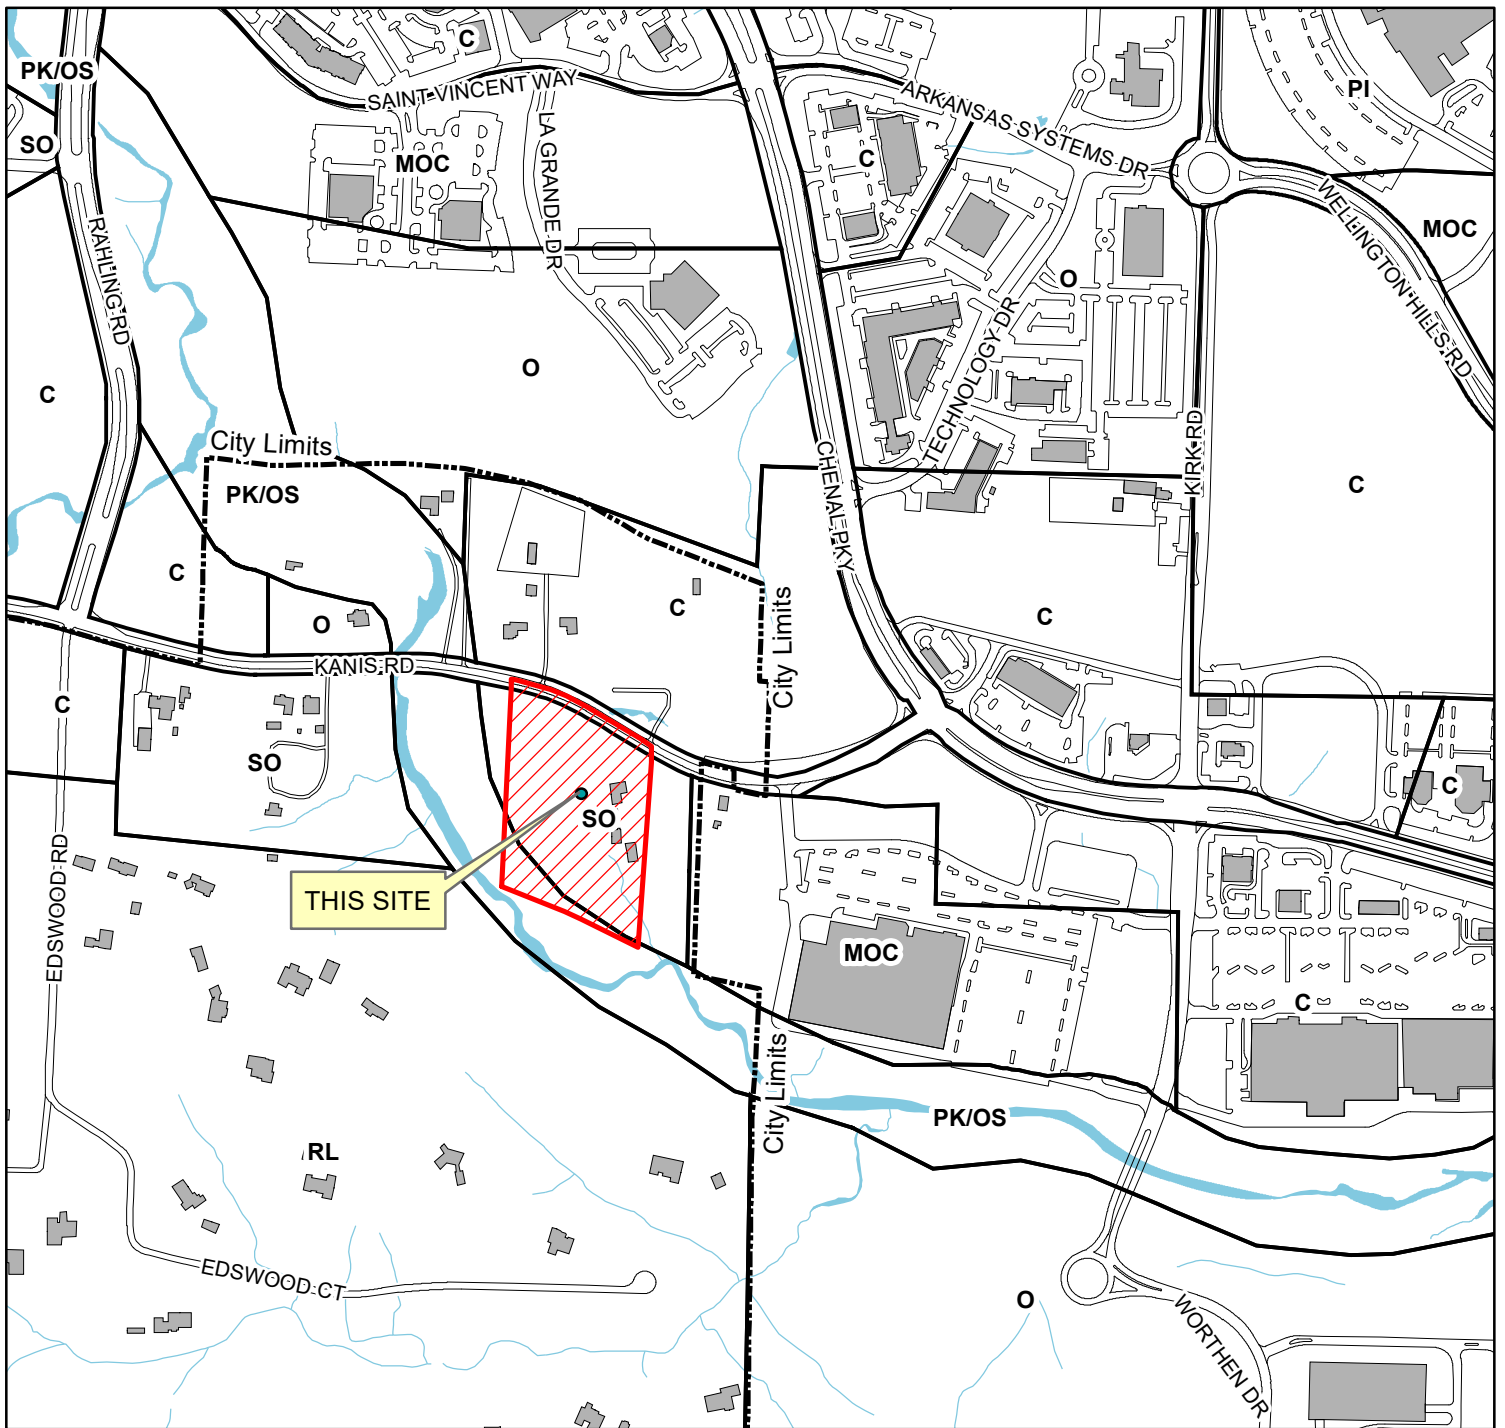 C
PK/OS
SAINT VINCENT WAY
ARKANSAS SYSTEMS DR
PI
SO
MOC
LA GRANDE DR
C
WELLINGTON HILLS RD
MOC
RAHLING RD
O
TECHNOLOGY DR
C
O
City Limits
CHENAL PKY
KIRK RD
C
PK/OS
C
C
City Limits
C
O
KANIS RD
C
SO
SO
C
THIS SITE
EDSWOOD RD
MOC
C
City Limits
PK/OS
RL
EDSWOOD CT
O
WORTHEN DR